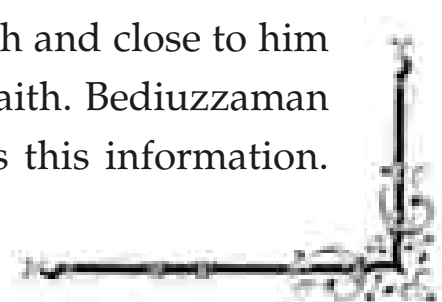 h and close to him
aith. Bediuzzaman
s this information.